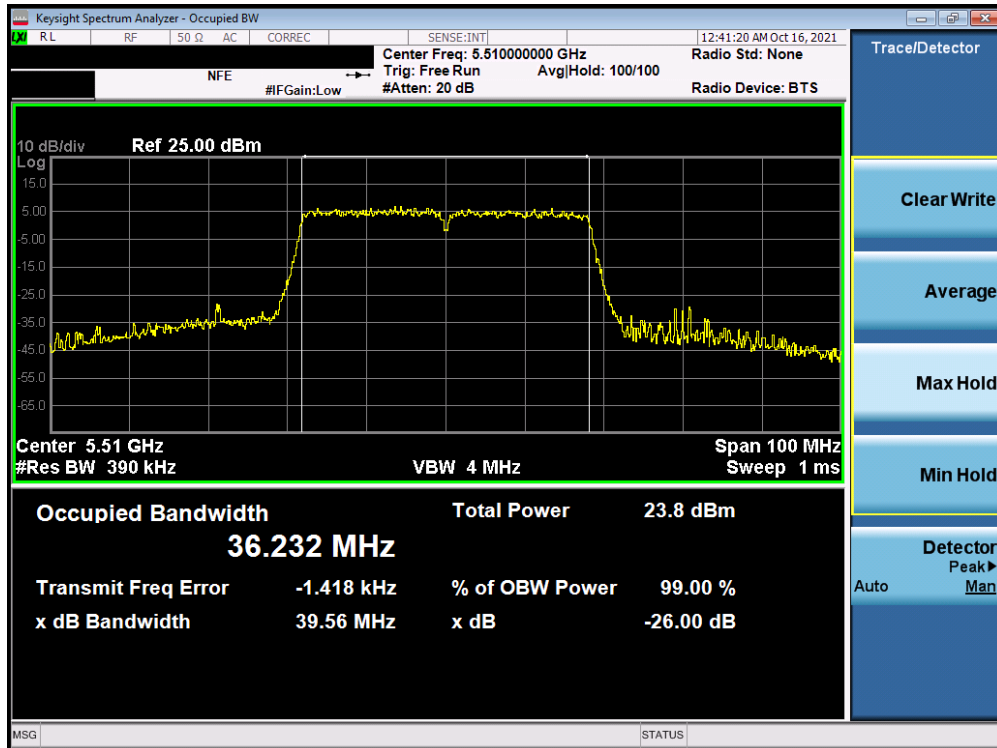 Keysight Spectrum Analyzer - Occupied BW
LXI RL RF 50 Ω AC CORREC SENSE:INT 12:41:20 AM Oct 16, 2021
Center Freq: 5.510000000 GHz Radio Std: None
NFE Trig: Free Run Avg|Hold: 100/100
#IFGain:Low #Atten: 20 dB Radio Device: BTS
10 dB/div Ref 25.00 dBm
Log
15.0
5.00
-5.00
-15.0
-25.0
-35.0
-45.0
-55.0
-65.0
Center 5.51 GHz Span 100 MHz
#Res BW 390 kHz VBW 4 MHz Sweep 1 ms
Occupied Bandwidth Total Power 23.8 dBm
36.232 MHz
Transmit Freq Error -1.418 kHz % of OBW Power 99.00 %
x dB Bandwidth 39.56 MHz x dB -26.00 dB
MSG STATUS
Trace/Detector
Clear Write
Average
Max Hold
Min Hold
Detector
Peak▶
Auto Man